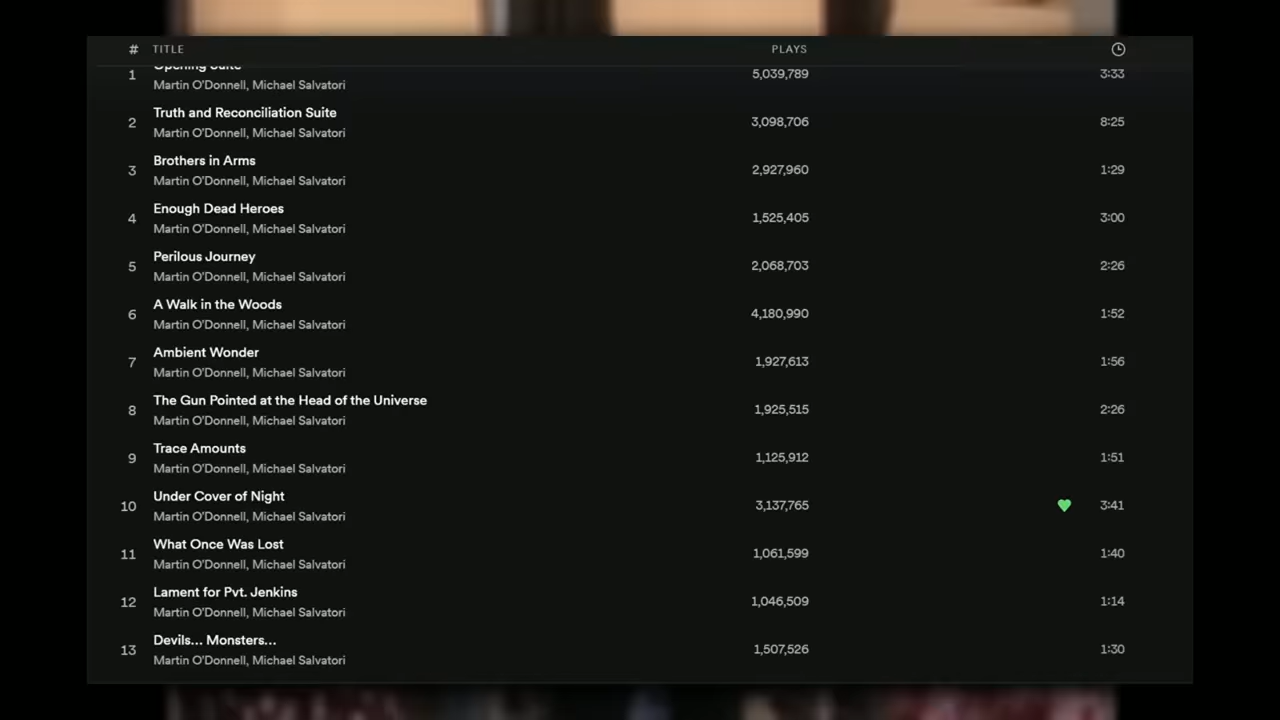 # TITLE PLAYS
1 Opening Suite 5,039,789 3:33
Martin O'Donnell, Michael Salvatori
2 Truth and Reconciliation Suite 3,098,706 8:25
Martin O'Donnell, Michael Salvatori
3 Brothers in Arms 2,927,960 1:29
Martin O'Donnell, Michael Salvatori
4 Enough Dead Heroes 1,525,405 3:00
Martin O'Donnell, Michael Salvatori
5 Perilous Journey 2,068,703 2:26
Martin O'Donnell, Michael Salvatori
6 A Walk in the Woods 4,180,990 1:52
Martin O'Donnell, Michael Salvatori
7 Ambient Wonder 1,927,613 1:56
Martin O'Donnell, Michael Salvatori
8 The Gun Pointed at the Head of the Universe 1,925,515 2:26
Martin O'Donnell, Michael Salvatori
9 Trace Amounts 1,125,912 1:51
Martin O'Donnell, Michael Salvatori
10 Under Cover of Night 3,137,765 3:41
Martin O'Donnell, Michael Salvatori
11 What Once Was Lost 1,061,599 1:40
Martin O'Donnell, Michael Salvatori
12 Lament for Pvt. Jenkins 1,046,509 1:14
Martin O'Donnell, Michael Salvatori
13 Devils... Monsters... 1,507,526 1:30
Martin O'Donnell, Michael Salvatori